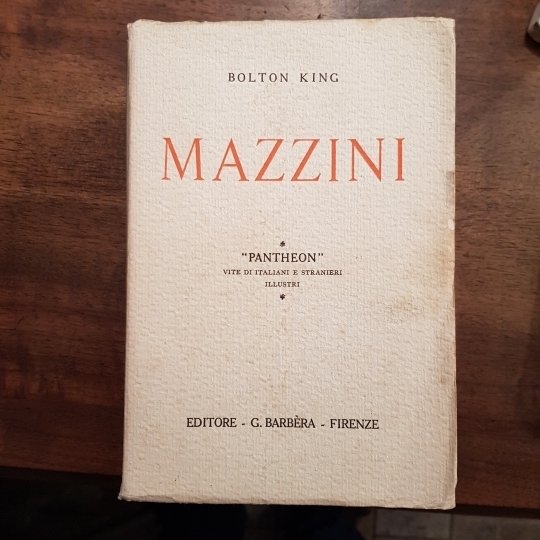 BOLTON KING
MAZZINI
"PANTHEON"
VITE DI ITALIANI E STRANIERI
ILLUSTRI
EDITORE - G. BARBÈRA - FIRENZE